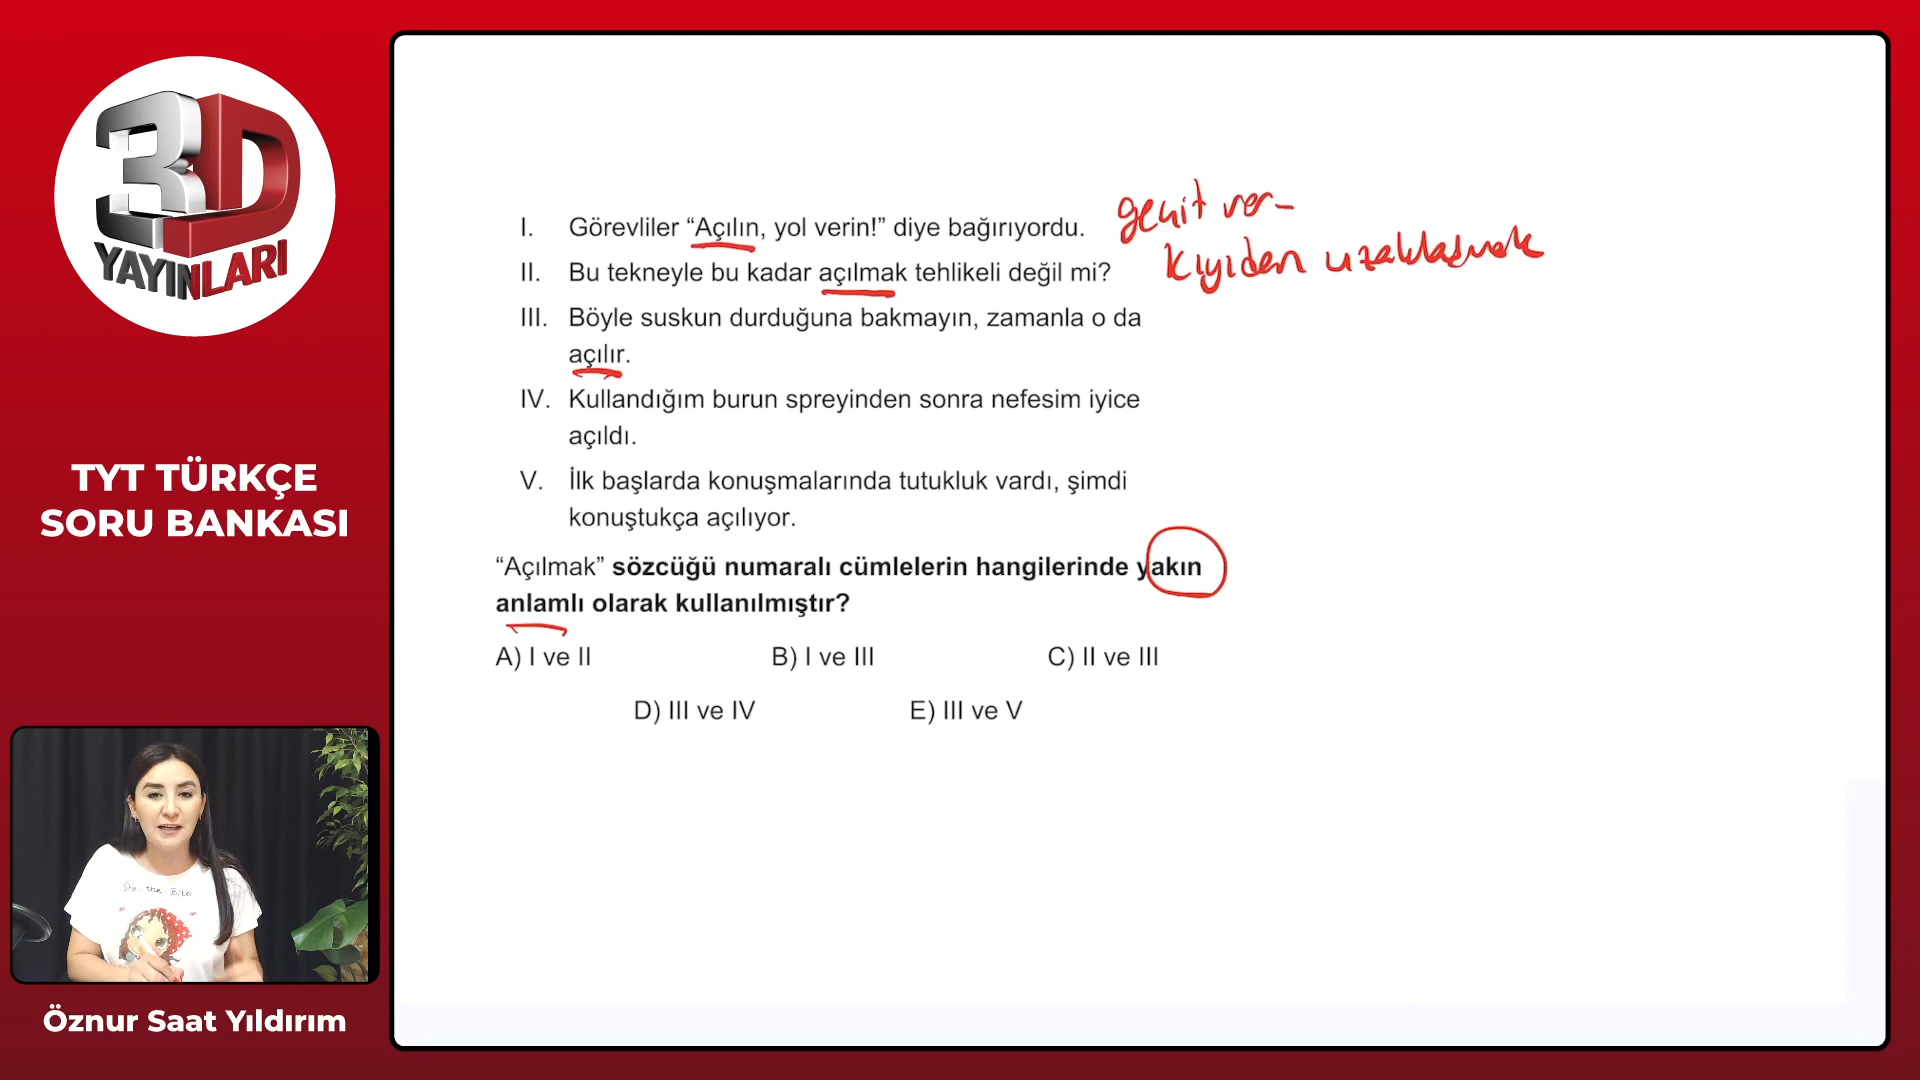 3D
YAYINLARI
TYT TÜRKÇE
SORU BANKASI
Öznur Saat Yıldırım
I. Görevliler “Açılın, yol verin!” diye bağırıyordu.
geçit ver-
II. Bu tekneyle bu kadar açılmak tehlikeli değil mi?
kıyıden uzaklaşmak
III. Böyle suskun durduğuna bakmayın, zamanla o da
açılır.
IV. Kullandığım burun spreyinden sonra nefesim iyice
açıldı.
V. İlk başlarda konuşmalarında tutukluk vardı, şimdi
konuştukça açılıyor.
“Açılmak” sözcüğü numaralı cümlelerin hangilerinde yakın
anlamlı olarak kullanılmıştır?
A) I ve II B) I ve III C) II ve III
D) III ve IV E) III ve V